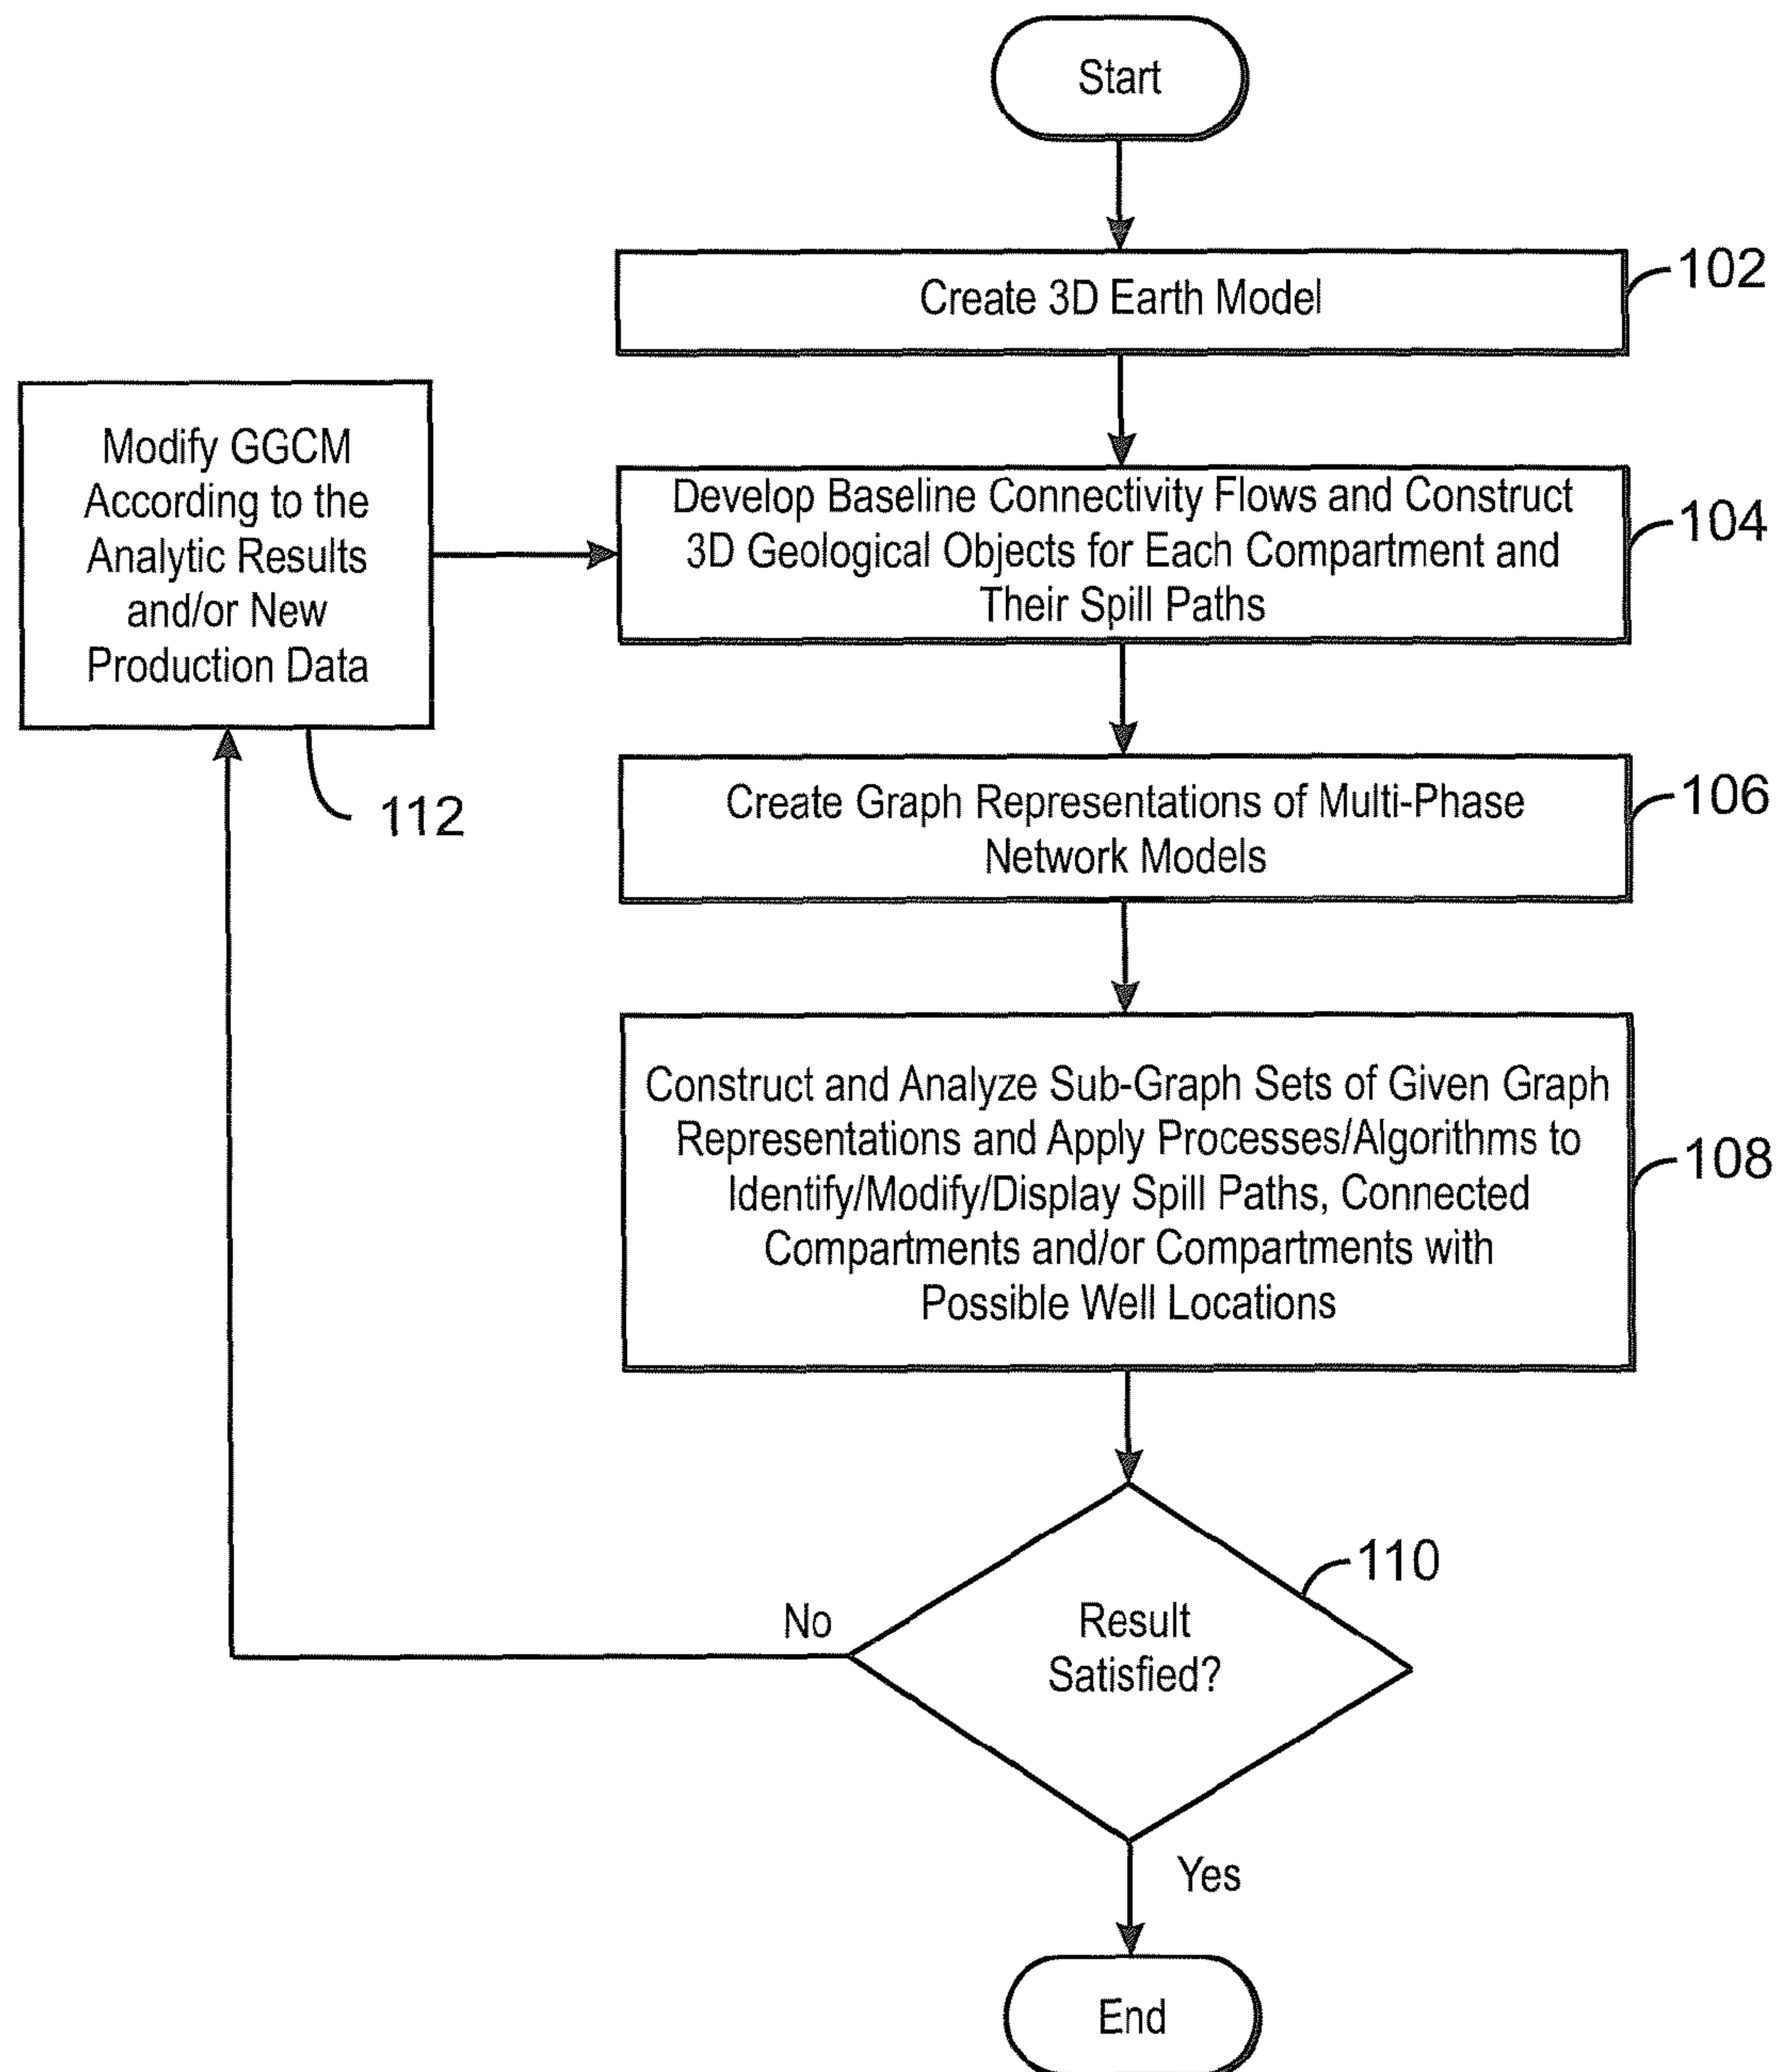 Start
Create 3D Earth Model
102
Modify GGCM
According to the
Analytic Results
and/or New
Production Data
112
Develop Baseline Connectivity Flows and Construct
3D Geological Objects for Each Compartment and
Their Spill Paths
104
Create Graph Representations of Multi-Phase
Network Models
106
Construct and Analyze Sub-Graph Sets of Given Graph
Representations and Apply Processes/Algorithms to
Identify/Modify/Display Spill Paths, Connected
Compartments and/or Compartments with
Possible Well Locations
108
Result
Satisfied?
110
No
Yes
End